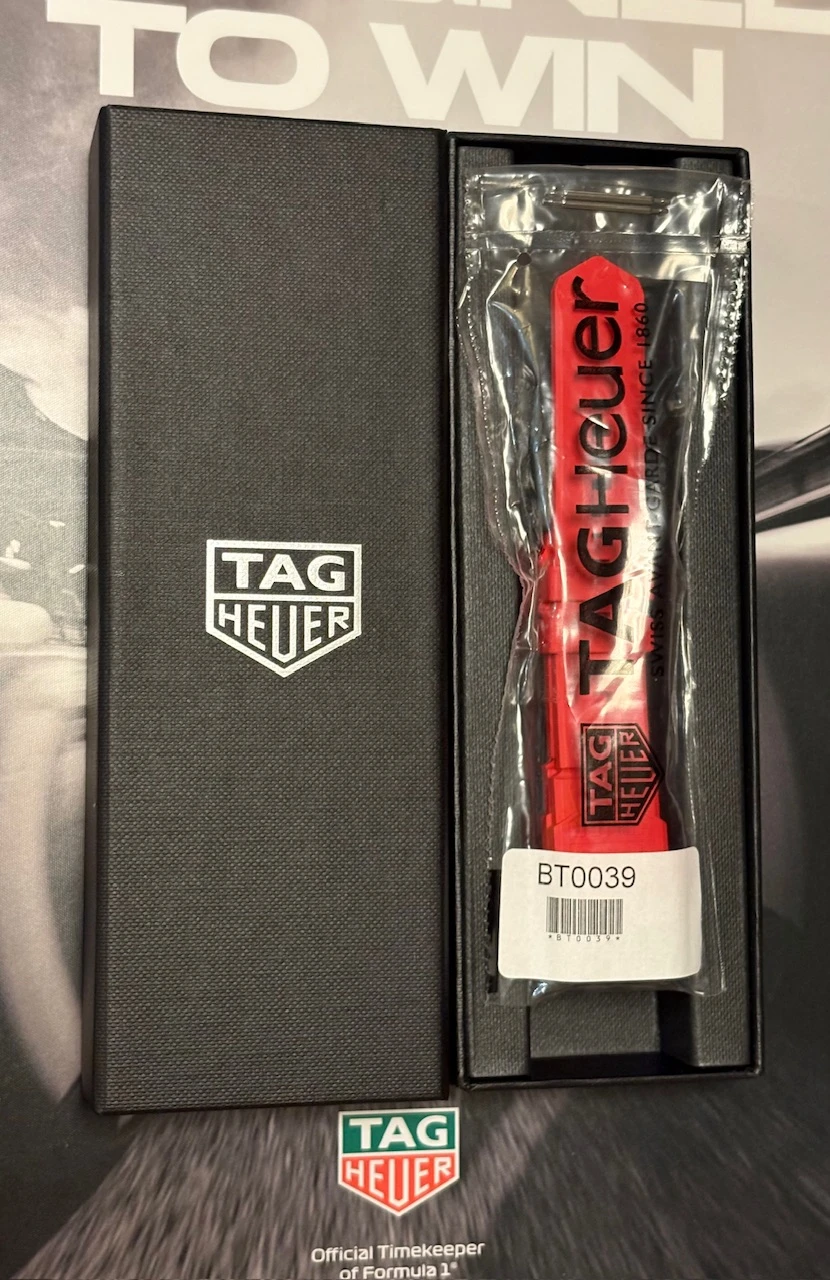 TO WIN
TAG
HEUER
TAGHeuer
SWISS AVANT-GARDE SINCE 1860
TAG
HEUER
BT0039
*BT0039*
TAG
HEUER
Official Timekeeper
of Formula 1®